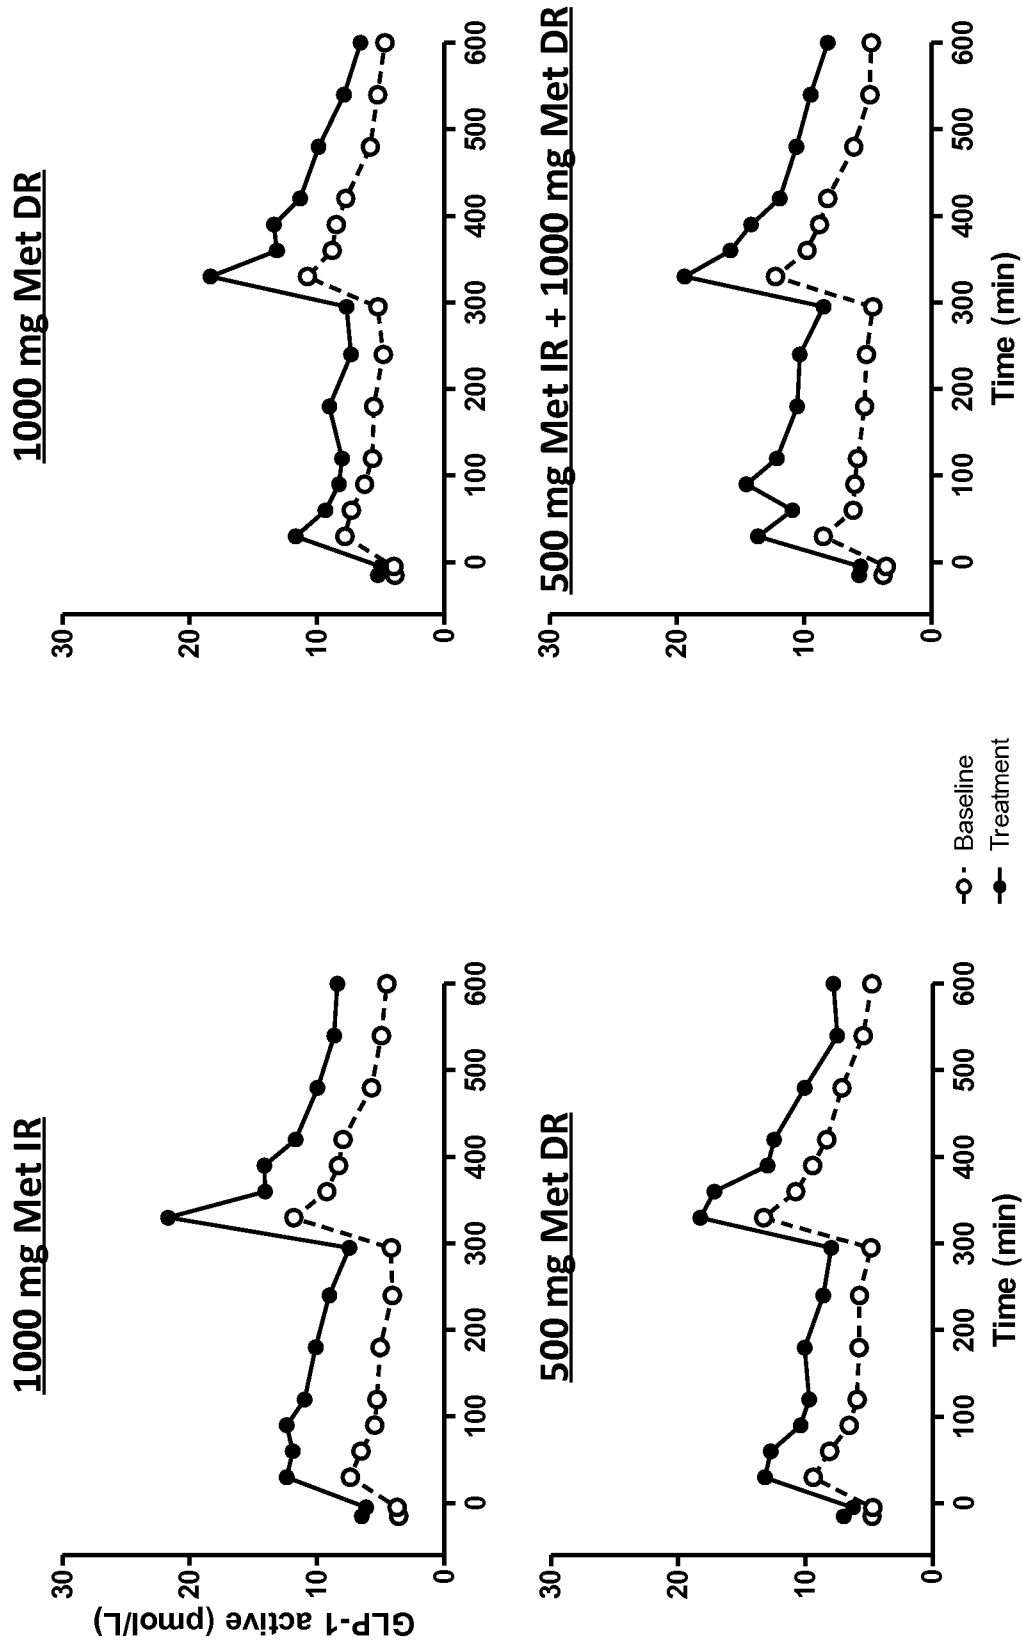 1000 mg Met IR
1000 mg Met DR
GLP-1 active (pmol/L)
30
20
10
0
0 100 200 300 400 500 600
30
20
10
0
0 100 200 300 400 500 600
500 mg Met DR
500 mg Met IR + 1000 mg Met DR
30
20
10
0
0 100 200 300 400 500 600
Time (min)
30
20
10
0
0 100 200 300 400 500 600
Time (min)
Baseline
Treatment